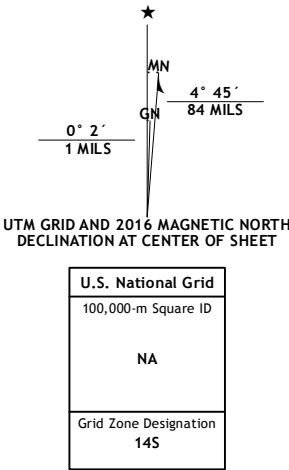 ★
MN
4° 45´
84 MILS
GN
0° 2´
1 MILS
UTM GRID AND 2016 MAGNETIC NORTH
DECLINATION AT CENTER OF SHEET
U.S. National Grid
100,000-m Square ID
NA
Grid Zone Designation
14S